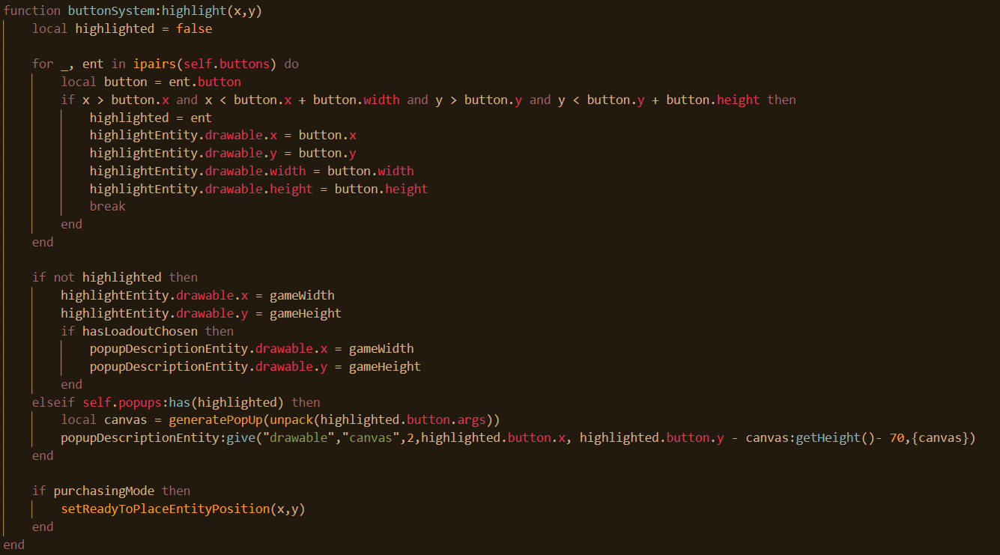 function buttonSystem:highlight(x,y)
    local highlighted = false

    for _, ent in ipairs(self.buttons) do
        local button = ent.button
        if x > button.x and x < button.x + button.width and y > button.y and y < button.y + button.height then
            highlighted = ent
            highlightEntity.drawable.x = button.x
            highlightEntity.drawable.y = button.y
            highlightEntity.drawable.width = button.width
            highlightEntity.drawable.height = button.height
            break
        end
    end

    if not highlighted then
        highlightEntity.drawable.x = gameWidth
        highlightEntity.drawable.y = gameHeight
        if hasLoadoutChosen then
            popupDescriptionEntity.drawable.x = gameWidth
            popupDescriptionEntity.drawable.y = gameHeight
        end
    elseif self.popups:has(highlighted) then
        local canvas = generatePopUp(unpack(highlighted.button.args))
        popupDescriptionEntity:give("drawable","canvas",2,highlighted.button.x, highlighted.button.y - canvas:getHeight()- 70,{canvas})
    end

    if purchasingMode then
        setReadyToPlaceEntityPosition(x,y)
    end
end